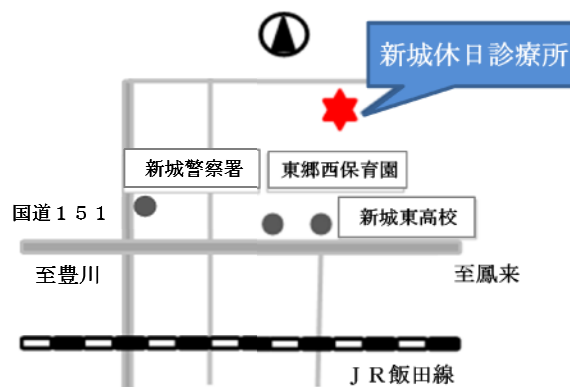 新城休日診療所
新城警察署
東郷西保育園
国道１５１
新城東高校
至豊川
至鳳来
ＪＲ飯田線